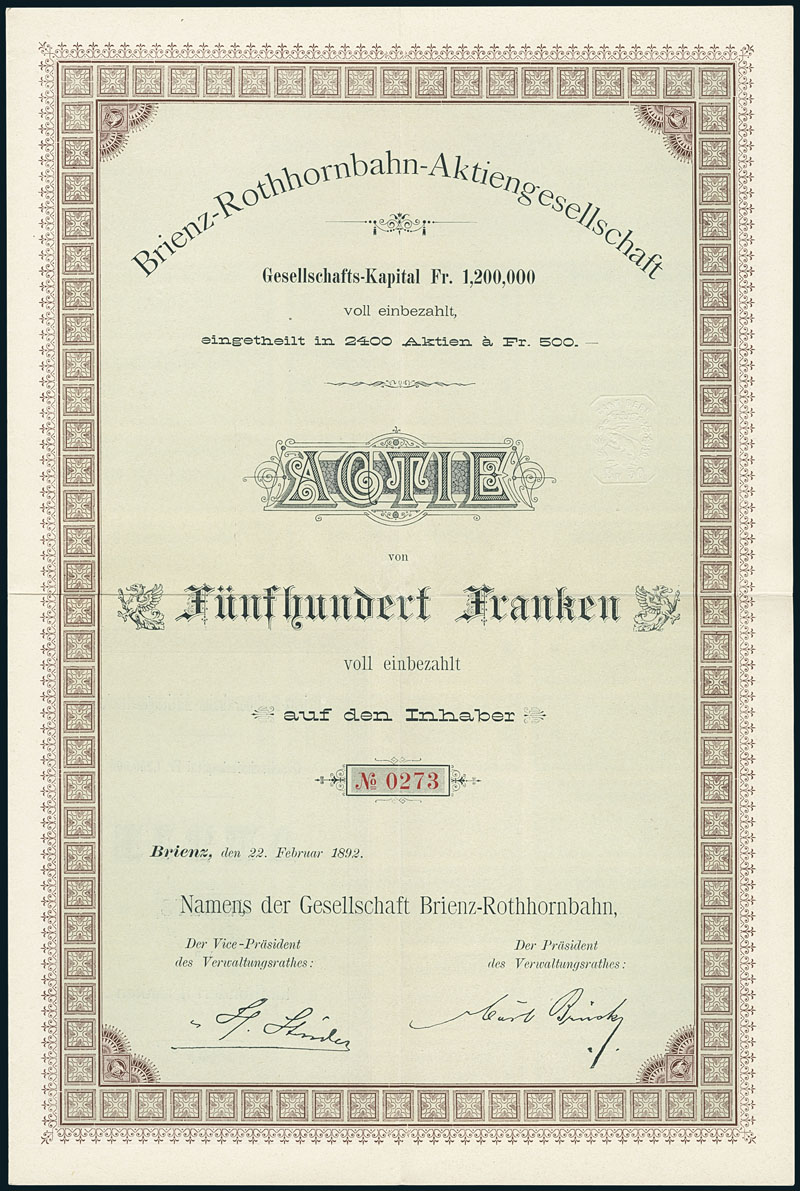 Brienz-Rothhornbahn-Aktiengesellschaft
Gesellschafts-Kapital Fr. 1,200,000
voll einbezahlt,
eingetheilt in 2400 Aktien à Fr. 500. —
ACTIE
von
Fünfhundert Franken
voll einbezahlt
auf den Inhaber
№ 0273
Brienz, den 22. Februar 1892.
Namens der Gesellschaft Brienz-Rothhornbahn,
Der Vice-Präsident
des Verwaltungsrathes:
Der Präsident
des Verwaltungsrathes: